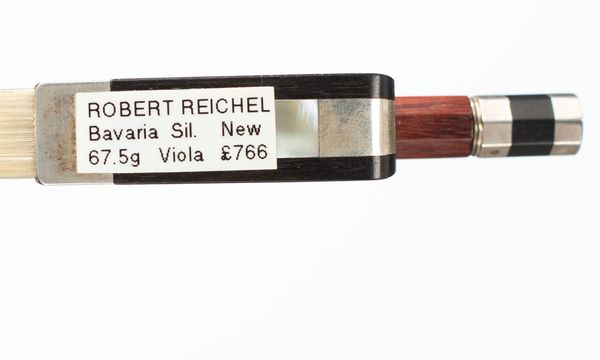 ROBERT REICHEL
Bavaria Sil. New
67.5g Viola £766